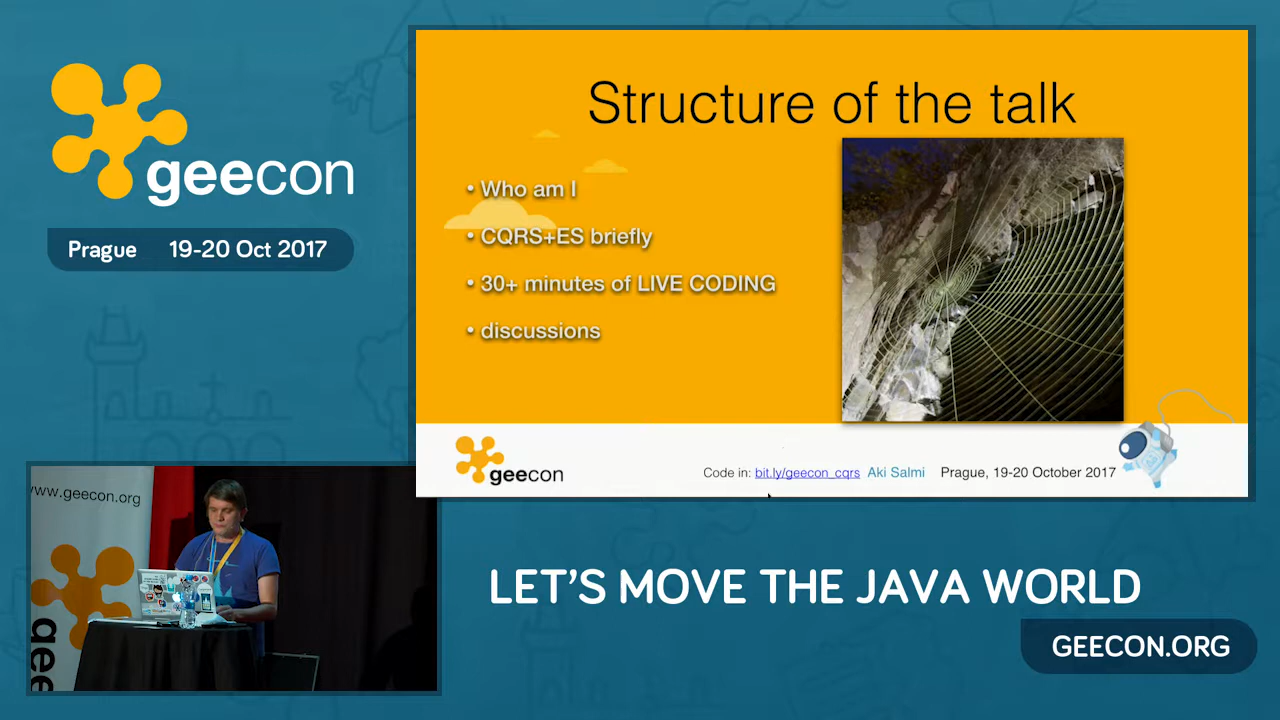 geecon
Prague 19-20 Oct 2017
Structure of the talk
• Who am I
• CQRS+ES briefly
• 30+ minutes of LIVE CODING
• discussions
geecon
Code in: bit.ly/geecon_cqrs Aki Salmi Prague, 19-20 October 2017
www.geecon.org
gee
LET'S MOVE THE JAVA WORLD
GEECON.ORG